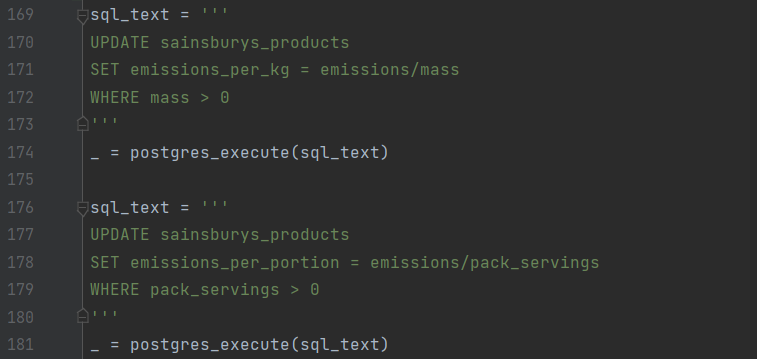 169 sql_text = '''
170 UPDATE sainsburys_products
171 SET emissions_per_kg = emissions/mass
172 WHERE mass > 0
173 '''
174 _ = postgres_execute(sql_text)
175
176 sql_text = '''
177 UPDATE sainsburys_products
178 SET emissions_per_portion = emissions/pack_servings
179 WHERE pack_servings > 0
180 '''
181 _ = postgres_execute(sql_text)